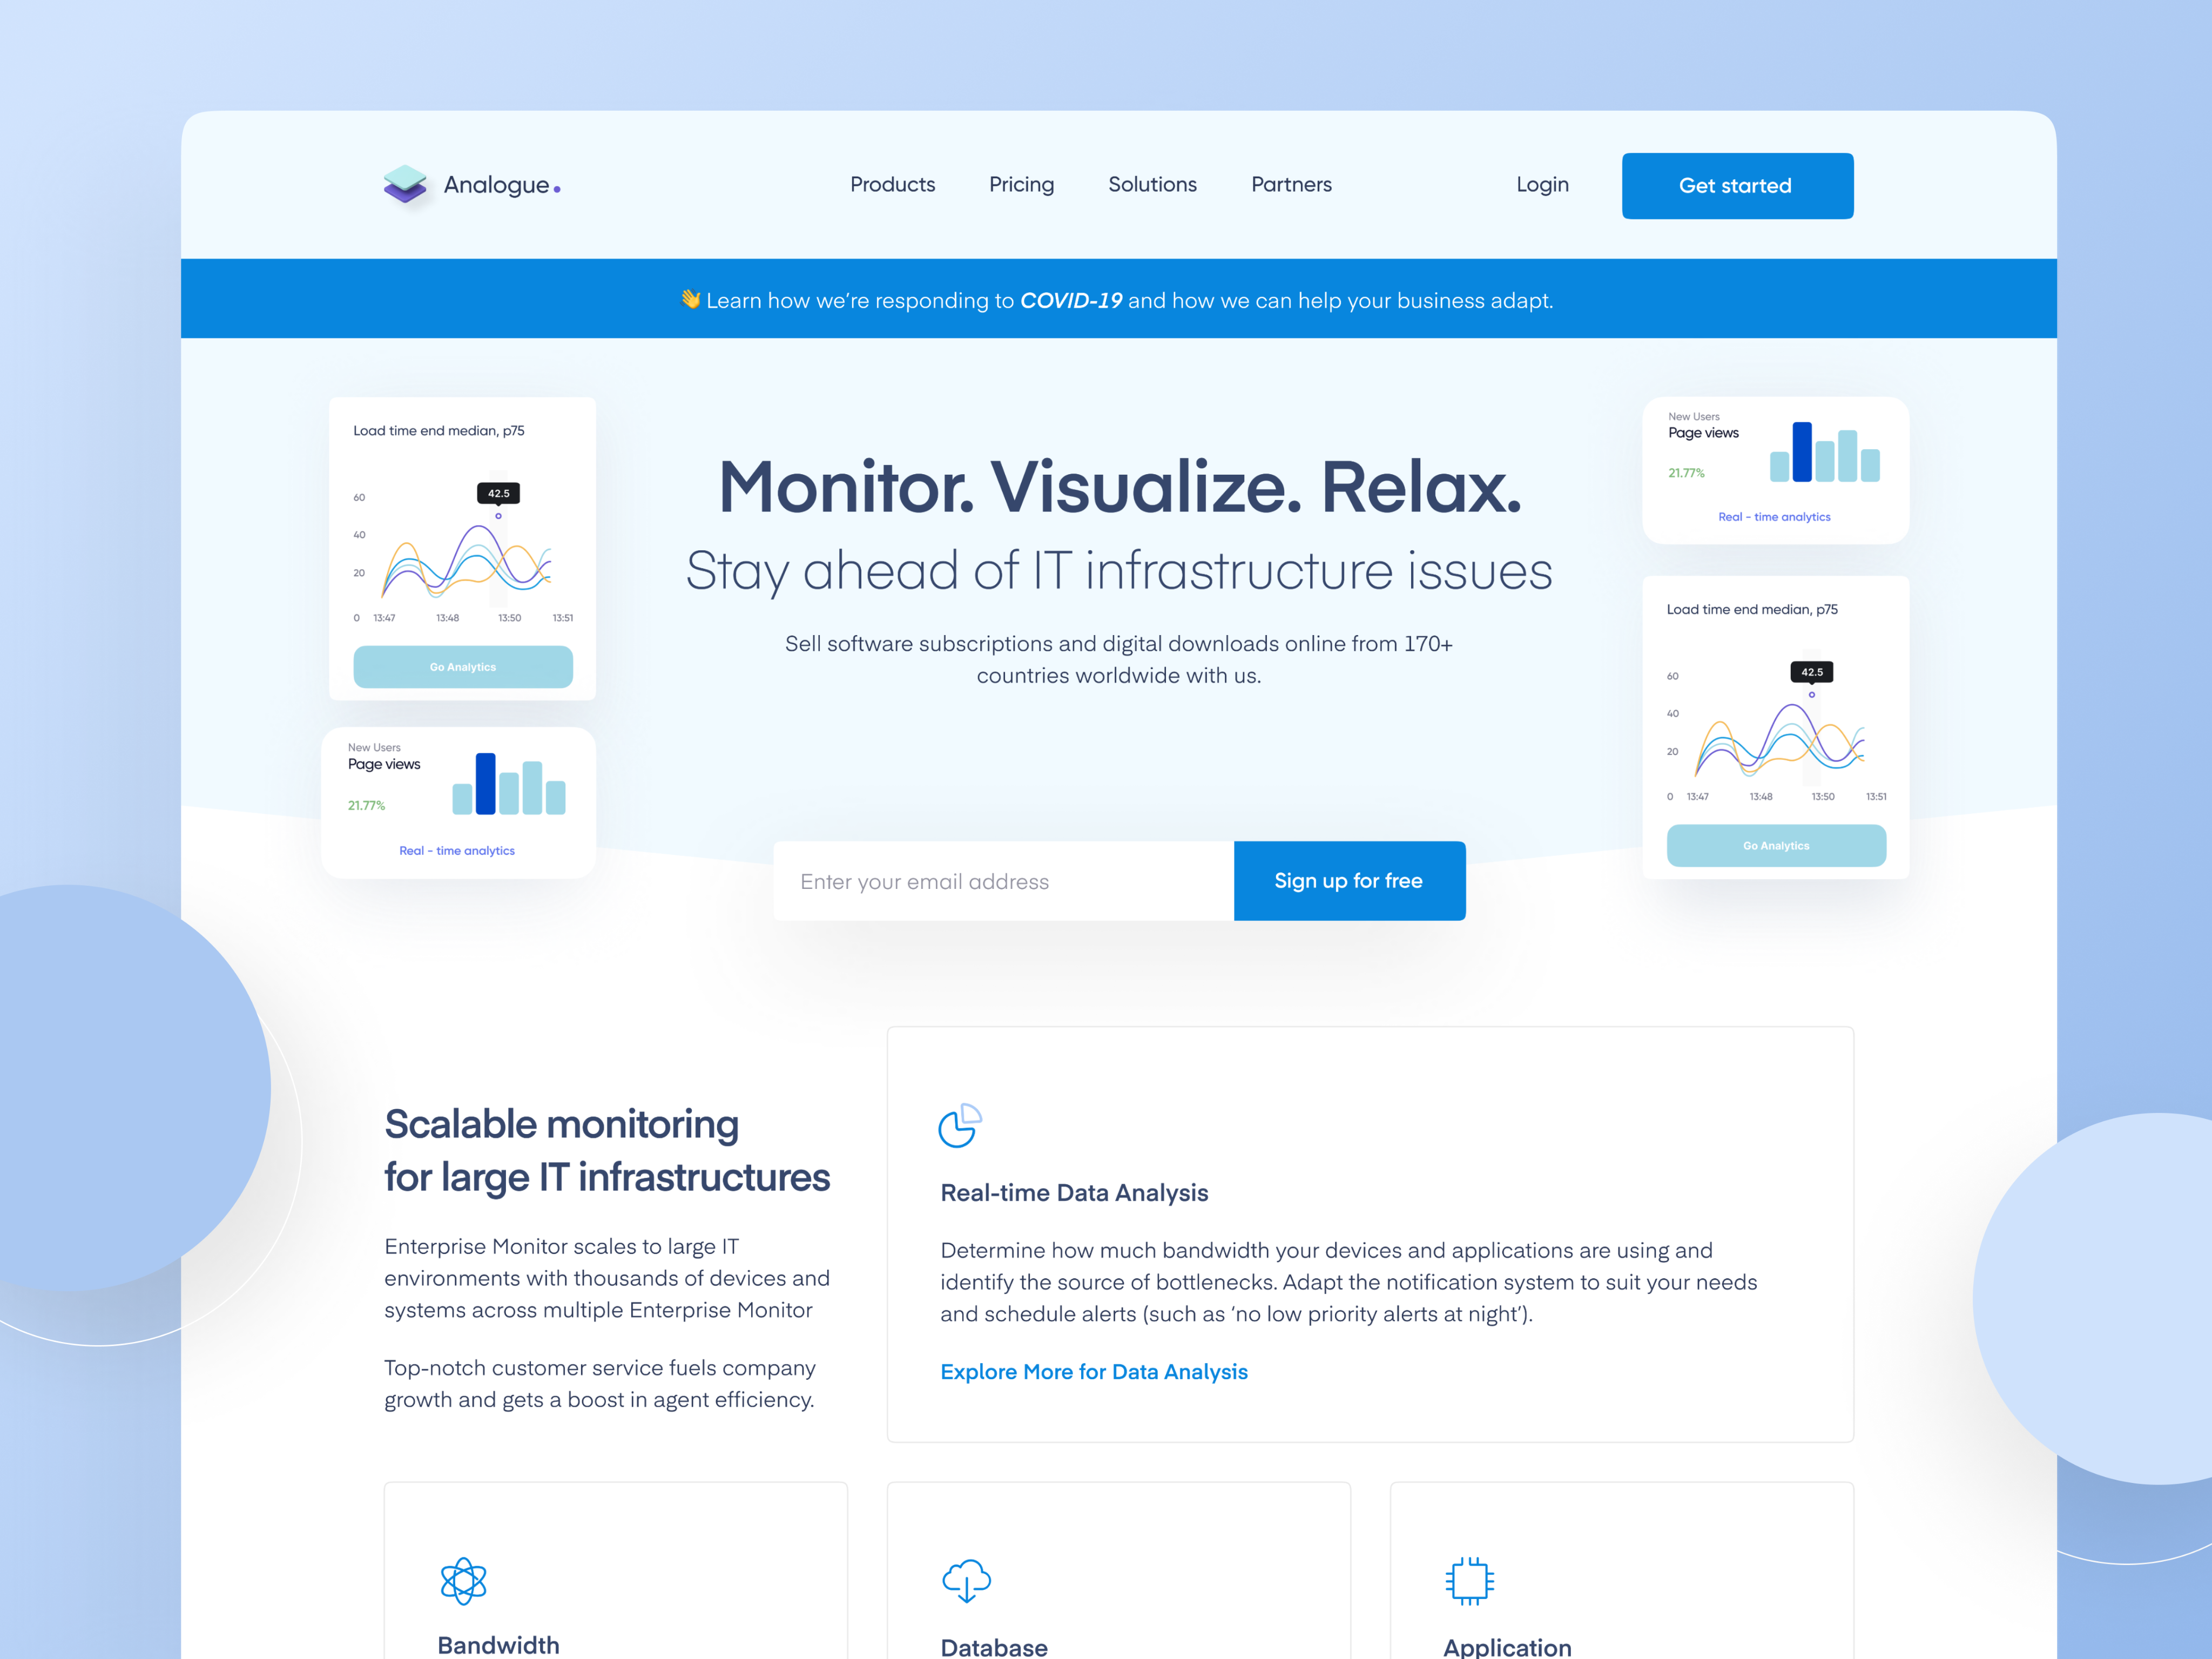 Analogue.
Products
Pricing
Solutions
Partners
Login
Get started
👋 Learn how we’re responding to COVID-19 and how we can help your business adapt.
Load time end median, p75
60
42.5
40
20
0 13:47 13:48 13:50 13:51
Go Analytics
New Users
Page views
21.77%
Real - time analytics
Monitor. Visualize. Relax.
Stay ahead of IT infrastructure issues
Sell software subscriptions and digital downloads online from 170+
countries worldwide with us.
Enter your email address
Sign up for free
New Users
Page views
21.77%
Real - time analytics
Load time end median, p75
60
42.5
40
20
0 13:47 13:48 13:50 13:51
Go Analytics
Scalable monitoring
for large IT infrastructures
Enterprise Monitor scales to large IT
environments with thousands of devices and
systems across multiple Enterprise Monitor
Top-notch customer service fuels company
growth and gets a boost in agent efficiency.
Real-time Data Analysis
Determine how much bandwidth your devices and applications are using and
identify the source of bottlenecks. Adapt the notification system to suit your needs
and schedule alerts (such as ‘no low priority alerts at night’).
Explore More for Data Analysis
Bandwidth
Database
Application